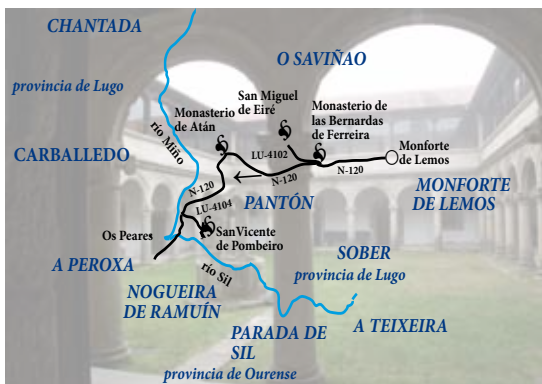 CHANTADA
O SAVIÑAO
provincia de Lugo
San Miguel
de Eiré
Monasterio
de Atán
Monasterio de
las Bernardas
de Ferreira
río Miño
CARBALLEDO
LU-4102
Monforte
de Lemos
N-120
N-120
N-120
MONFORTE
DE LEMOS
PANTÓN
LU-4104
Os Peares
San Vicente
de Pombeiro
SOBER
provincia de Lugo
A PEROXA
río Sil
NOGUEIRA
DE RAMUÍN
A TEIXEIRA
PARADA DE
SIL
provincia de Ourense